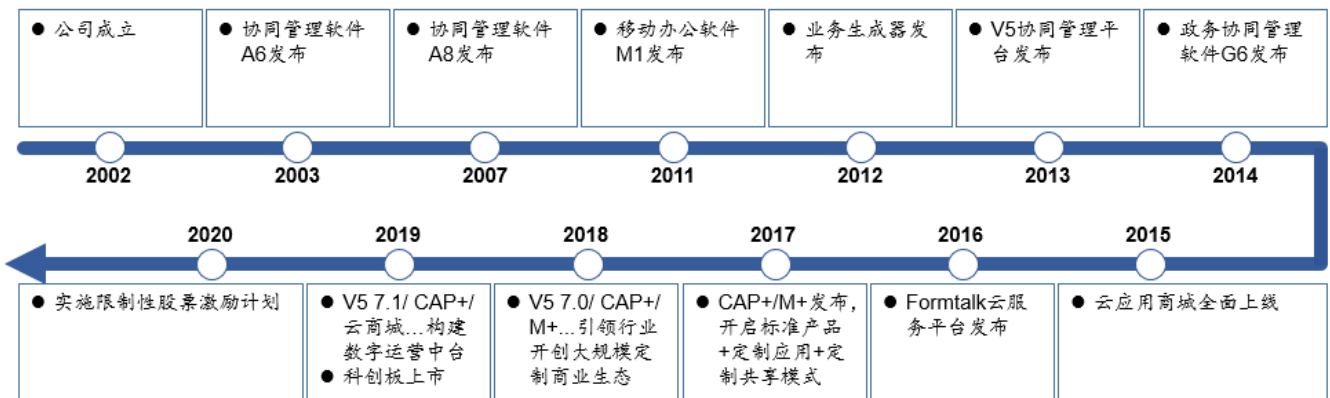 ● 公司成立
● 协同管理软件
A6发布
● 协同管理软件
A8发布
● 移动办公软件
M1发布
● 业务生成器发
布
● V5协同管理平
台发布
● 政务协同管理
软件G6发布
2002
2003
2007
2011
2012
2013
2014
2020
2019
2018
2017
2016
2015
● 实施限制性股票激励计划
● V5 7.1/ CAP+/
云商城…构建
数字运营中台
● 科创板上市
● V5 7.0/ CAP+/
M+…引领行业
开创大规模定
制商业生态
● CAP+/M+发布，
开启标准产品
+定制应用+定
制共享模式
● Formtalk云服
务平台发布
● 云应用商城全面上线